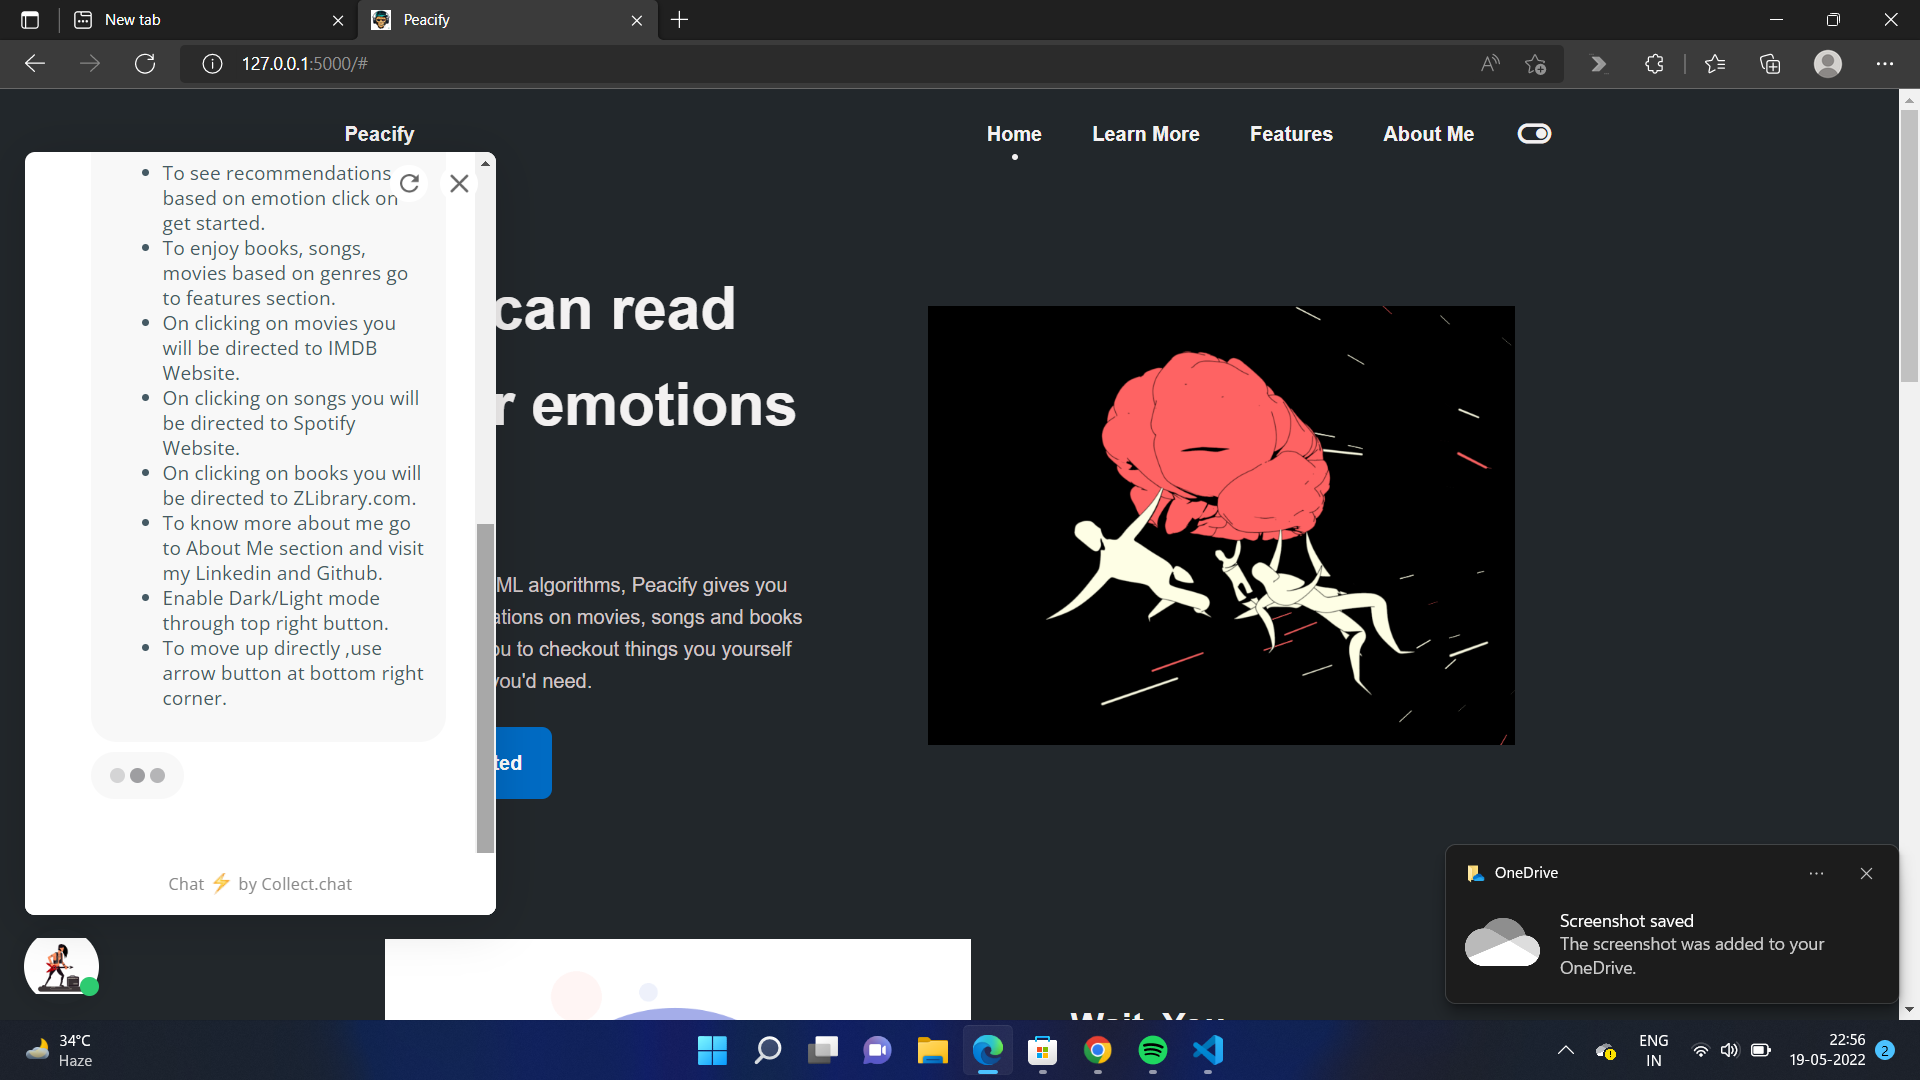 New tab
Peacify
127.0.0.1:5000/#
Peacify
Home
Learn More
Features
About Me
To see recommendations
based on emotion click on
get started.
To enjoy books, songs,
movies based on genres go
to features section.
On clicking on movies you
will be directed to IMDB
Website.
On clicking on songs you will
be directed to Spotify
Website.
On clicking on books you will
be directed to ZLibrary.com.
To know more about me go
to About Me section and visit
my Linkedin and Github.
Enable Dark/Light mode
through top right button.
To move up directly ,use
arrow button at bottom right
corner.
Chat ⚡ by Collect.chat
can read
r emotions
ML algorithms, Peacify gives you
ations on movies, songs and books
ou to checkout things you yourself
you'd need.
ted
OneDrive
Screenshot saved
The screenshot was added to your
OneDrive.
Wait, You
34°C
Haze
ENG
IN
22:56
19-05-2022
2